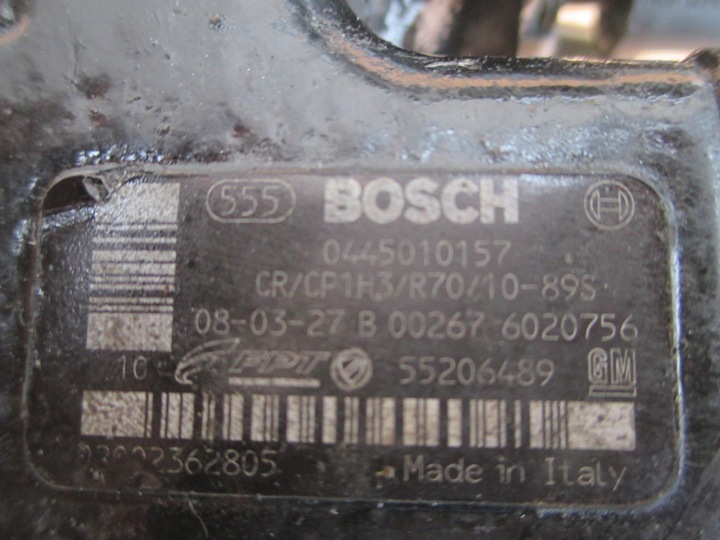 555 BOSCH
0445010157
CR/CP1H3/R70/10-89S
08-03-27 B 00267 6020756
10 FPT 55206489 GM
Made in Italy